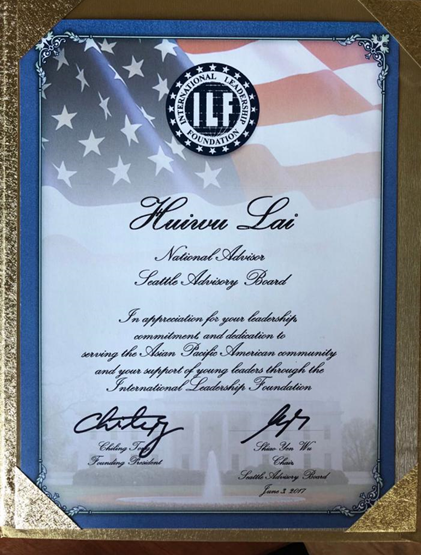 INTERNATIONAL LEADERSHIP
ILF
FOUNDATION
Huiwu Lai
National Advisor
Seattle Advisory Board
In appreciation for your leadership,
commitment, and dedication to
serving the Asian Pacific American community
and your support of young leaders through the
International Leadership Foundation
Chiling
Founding President
Shiao-Yen Wu
Chair
Seattle Advisory Board
June 3, 2017